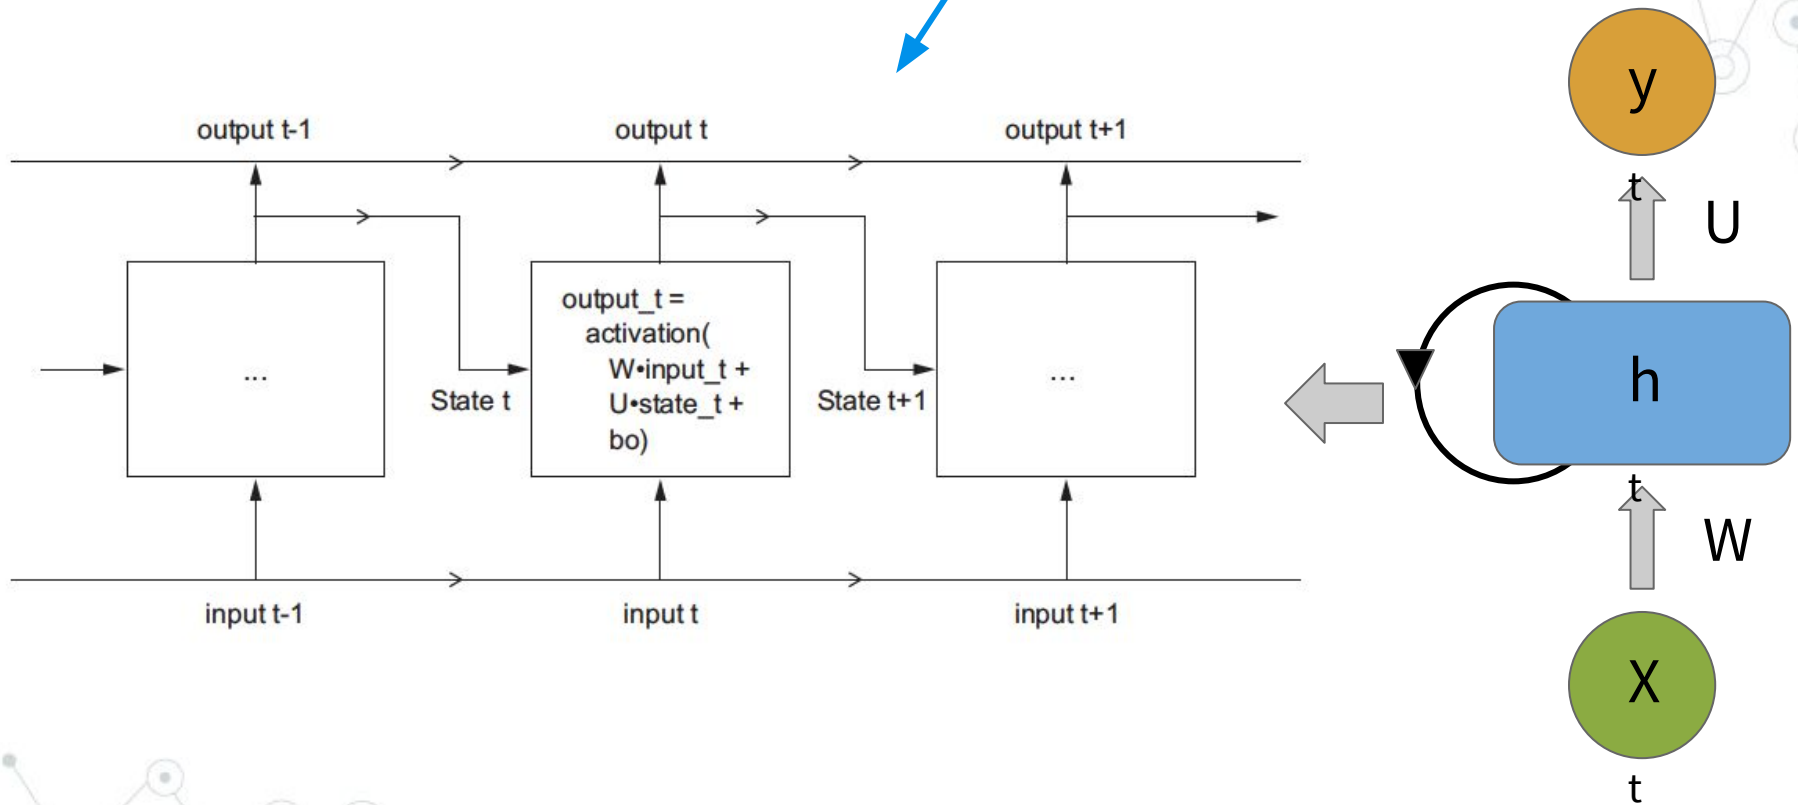 output t-1
output t
output t+1
output_t =
activation(
W•input_t +
U•state_t +
bo)
...
...
State t
State t+1
input t-1
input t
input t+1
y
t
U
h
t
W
X
t